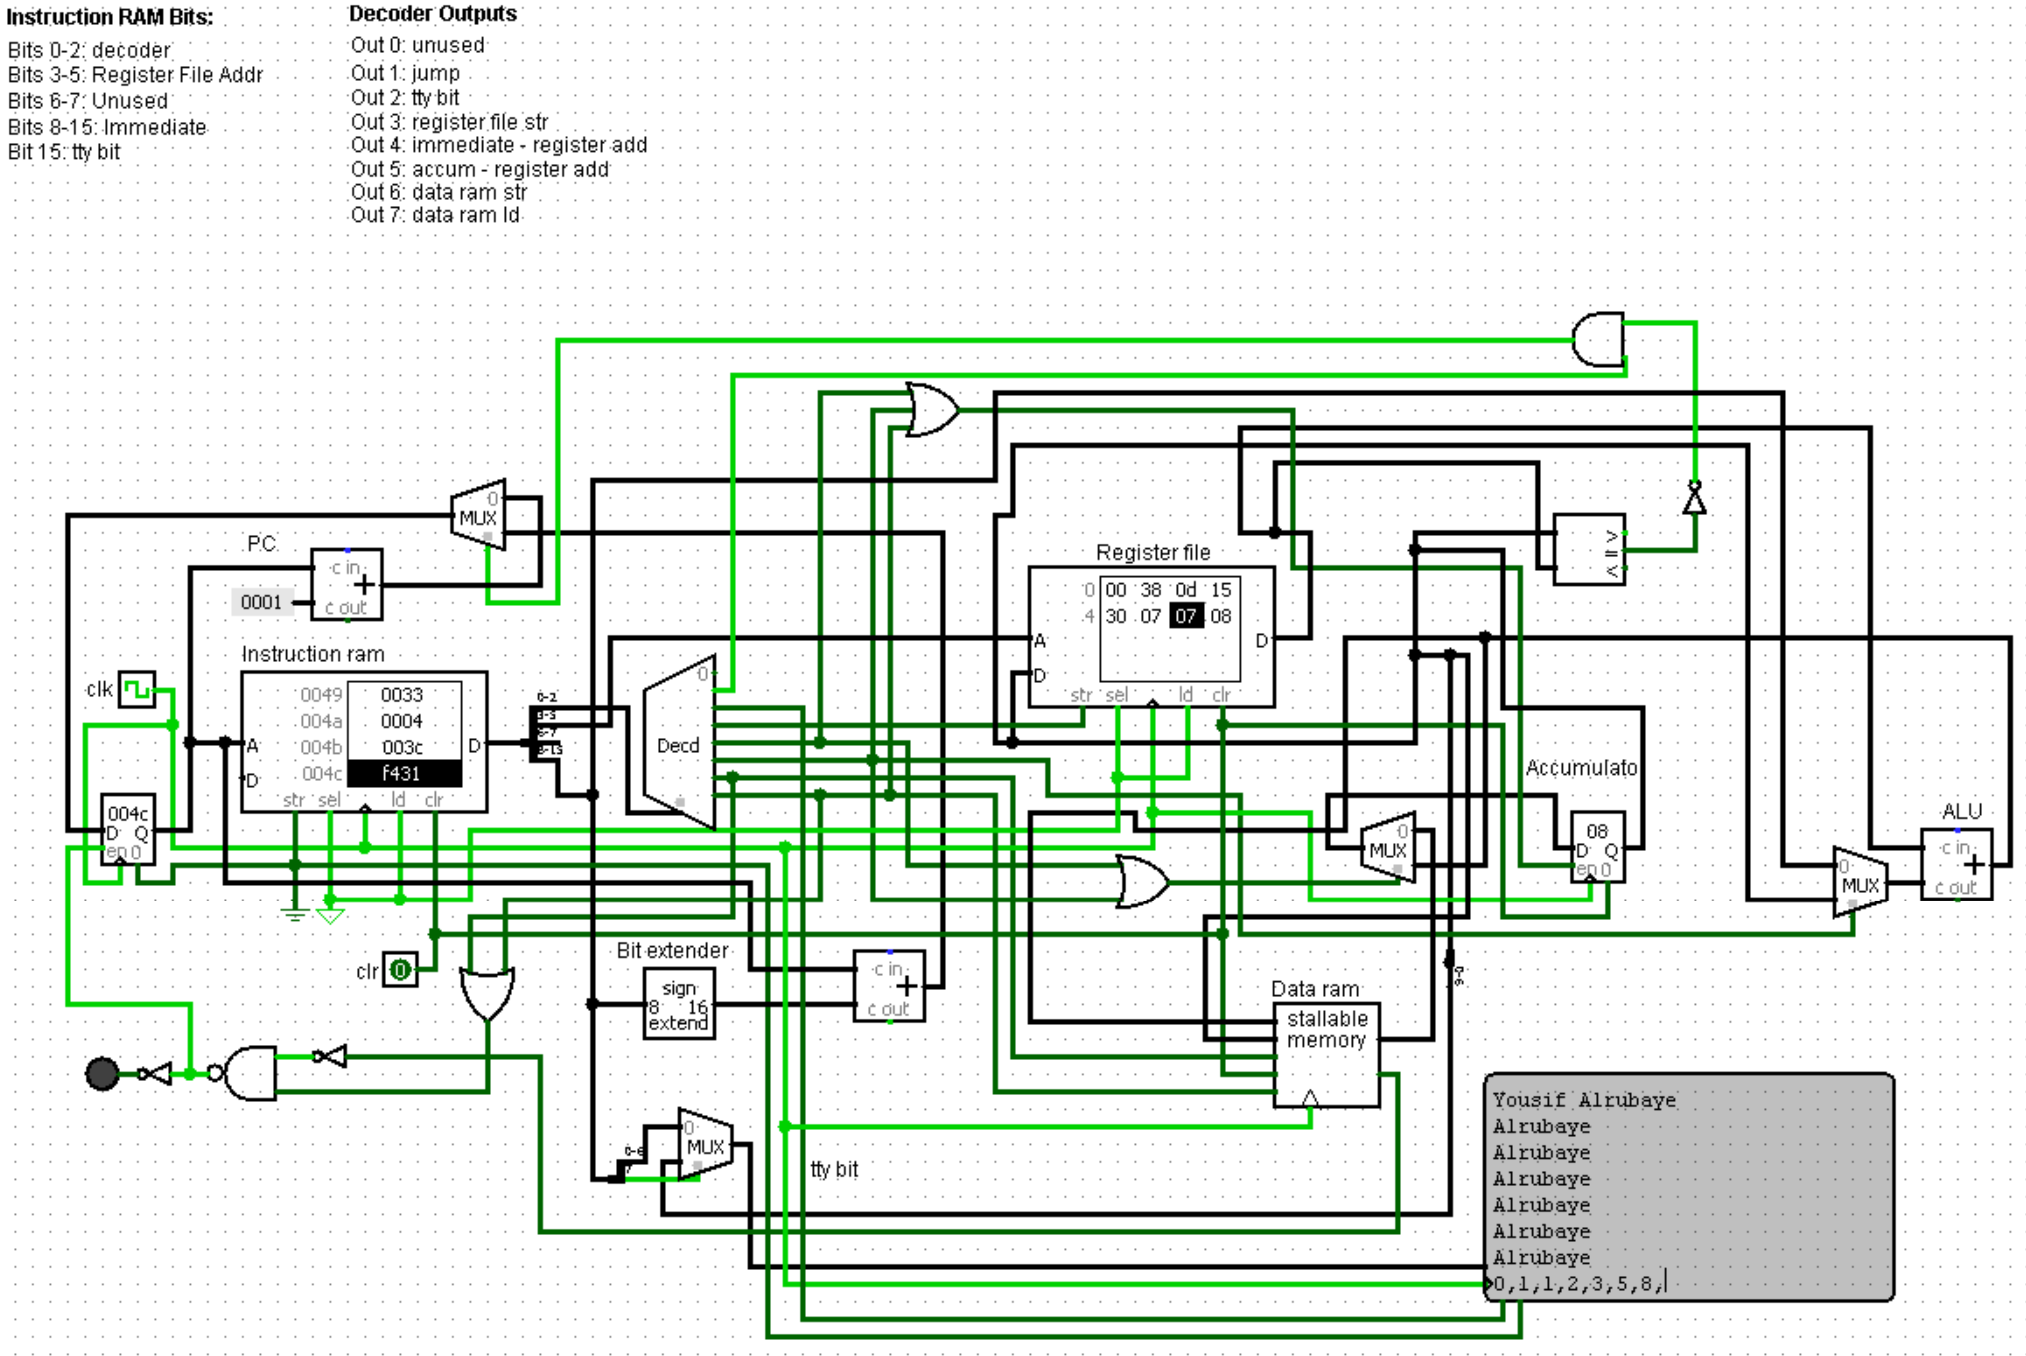 Instruction RAM Bits:
Bits 0-2: decoder
Bits 3-5: Register File Addr
Bits 6-7: Unused
Bits 8-15: Immediate
Bit 15: tty bit
Decoder Outputs
Out 0: unused
Out 1: jump
Out 2: tty bit
Out 3: register file str
Out 4: immediate - register add
Out 5: accum - register add
Out 6: data ram str
Out 7: data ram ld
0
MUX
PC
c in
+
0001
c out
Register file
0 00 38 0d 15
4 30 07 07 08
A
D
D
str sel ld clr
> = <
Instruction ram
clk
0049 0033
004a 0004
004b 003c
004c f431
A
D
D
str sel ld clr
0-2
3-5
6-7
8-15
0
Decd
004c
D Q
en 0
Accumulato
08
D Q
en 0
0
MUX
ALU
c in
+
c out
0
MUX
clr 0
Bit extender
sign
8 16
extend
c in
+
c out
Data ram
stallable
memory
0
MUX
tty bit
Yousif Alrubaye
Alrubaye
Alrubaye
Alrubaye
Alrubaye
Alrubaye
Alrubaye
0,1,1,2,3,5,8,